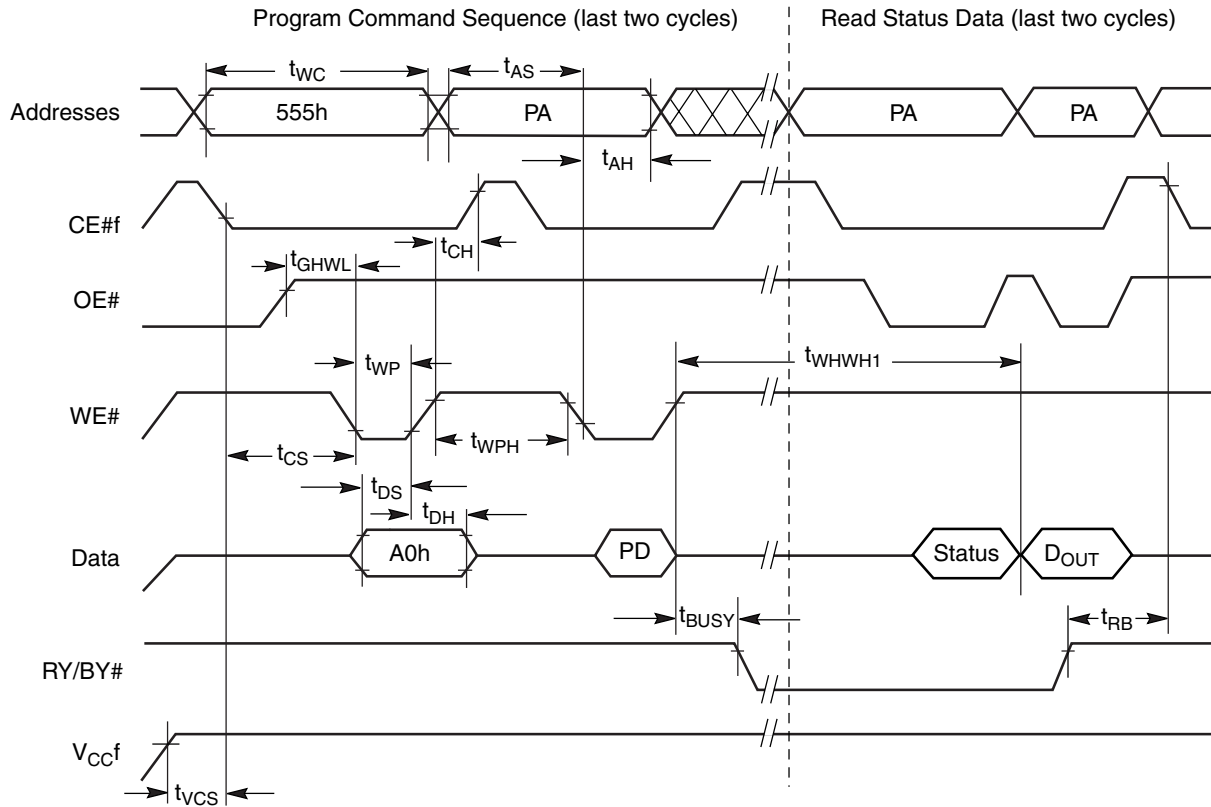 Program Command Sequence (last two cycles) Read Status Data (last two cycles)
tWC tAS
Addresses 555h PA PA PA
tAH
CE#f
tCH
tGHWL
OE#
tWP tWHWH1
WE#
tCS tWPH
tDS
tDH
Data A0h PD Status DOUT
tBUSY tRB
RY/BY#
VCCf
tVCS